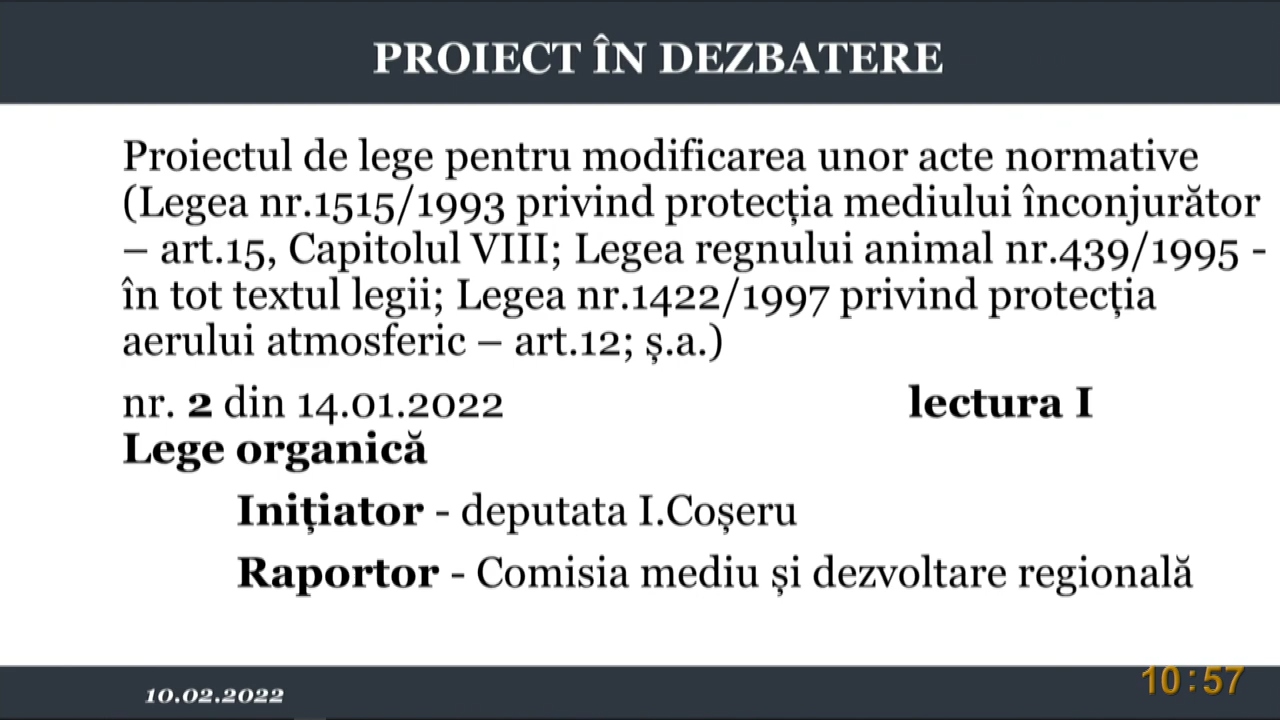 PROIECT ÎN DEZBATERE
Proiectul de lege pentru modificarea unor acte normative
(Legea nr.1515/1993 privind protecția mediului înconjurător
– art.15, Capitolul VIII; Legea regnului animal nr.439/1995 -
în tot textul legii; Legea nr.1422/1997 privind protecția
aerului atmosferic – art.12; ș.a.)
nr. 2 din 14.01.2022 lectura I
Lege organică
Inițiator - deputata I.Coșeru
Raportor - Comisia mediu și dezvoltare regională
10.02.2022
10:57